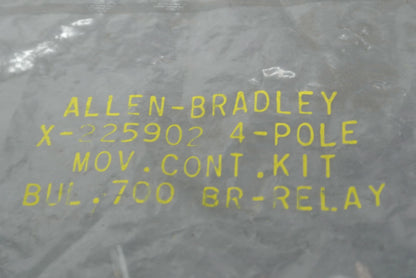 ALLEN-BRADLEY
X-225902 4-POLE
MOV.CONT.KIT
BUL.700 BR-RELAY